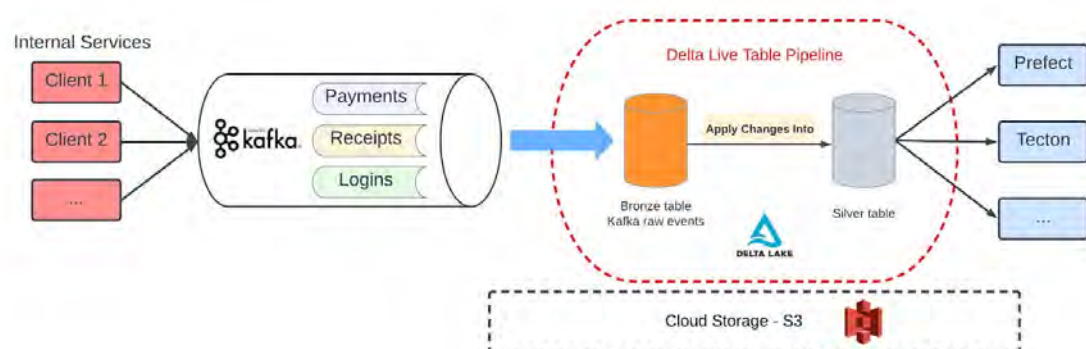 Internal Services
Client 1
Client 2
...
kafka
Payments
Receipts
Logins
Delta Live Table Pipeline
Apply Changes Into
Bronze table
Kafka raw events
Silver table
DELTA LAKE
Prefect
Tecton
...
Cloud Storage - S3